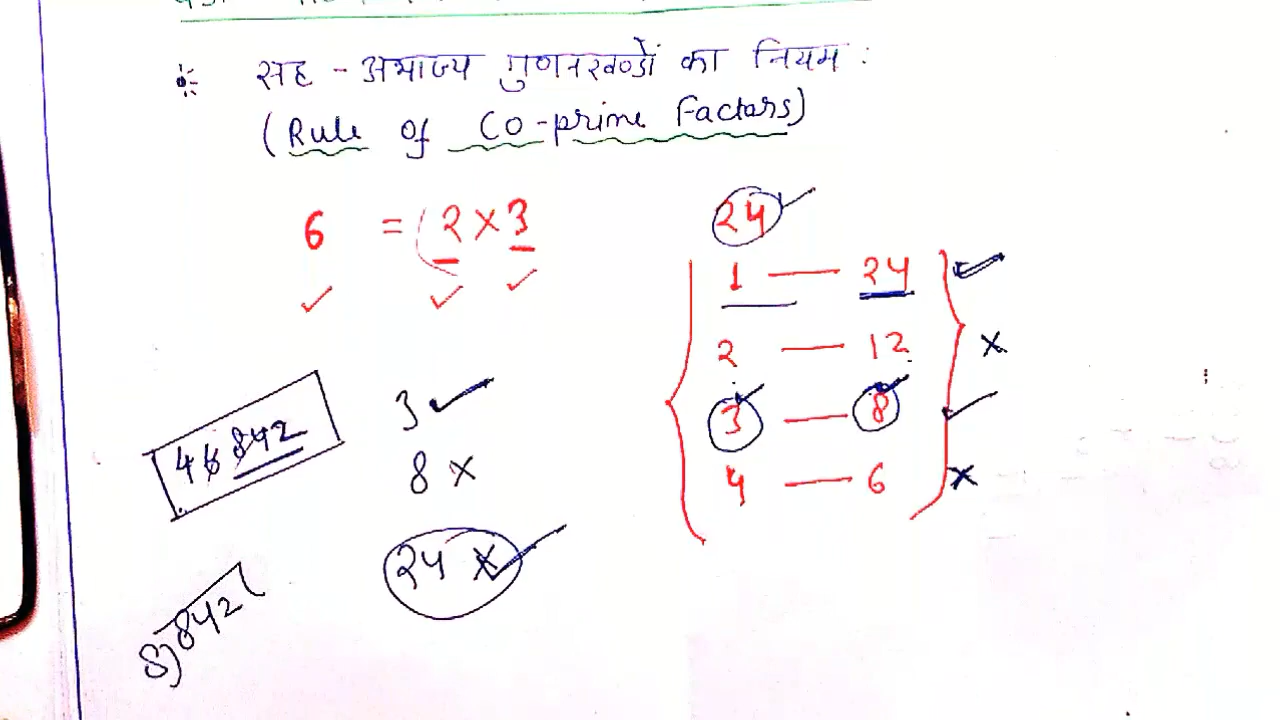 सह - अभाज्य गुणनखण्डों का नियम :
(Rule of Co-prime Factors)
6 = 2 × 3
24
1 — 24
2 — 12
3 — 8
4 — 6
46842
3 ✓
8 ×
24 ×
8)842(